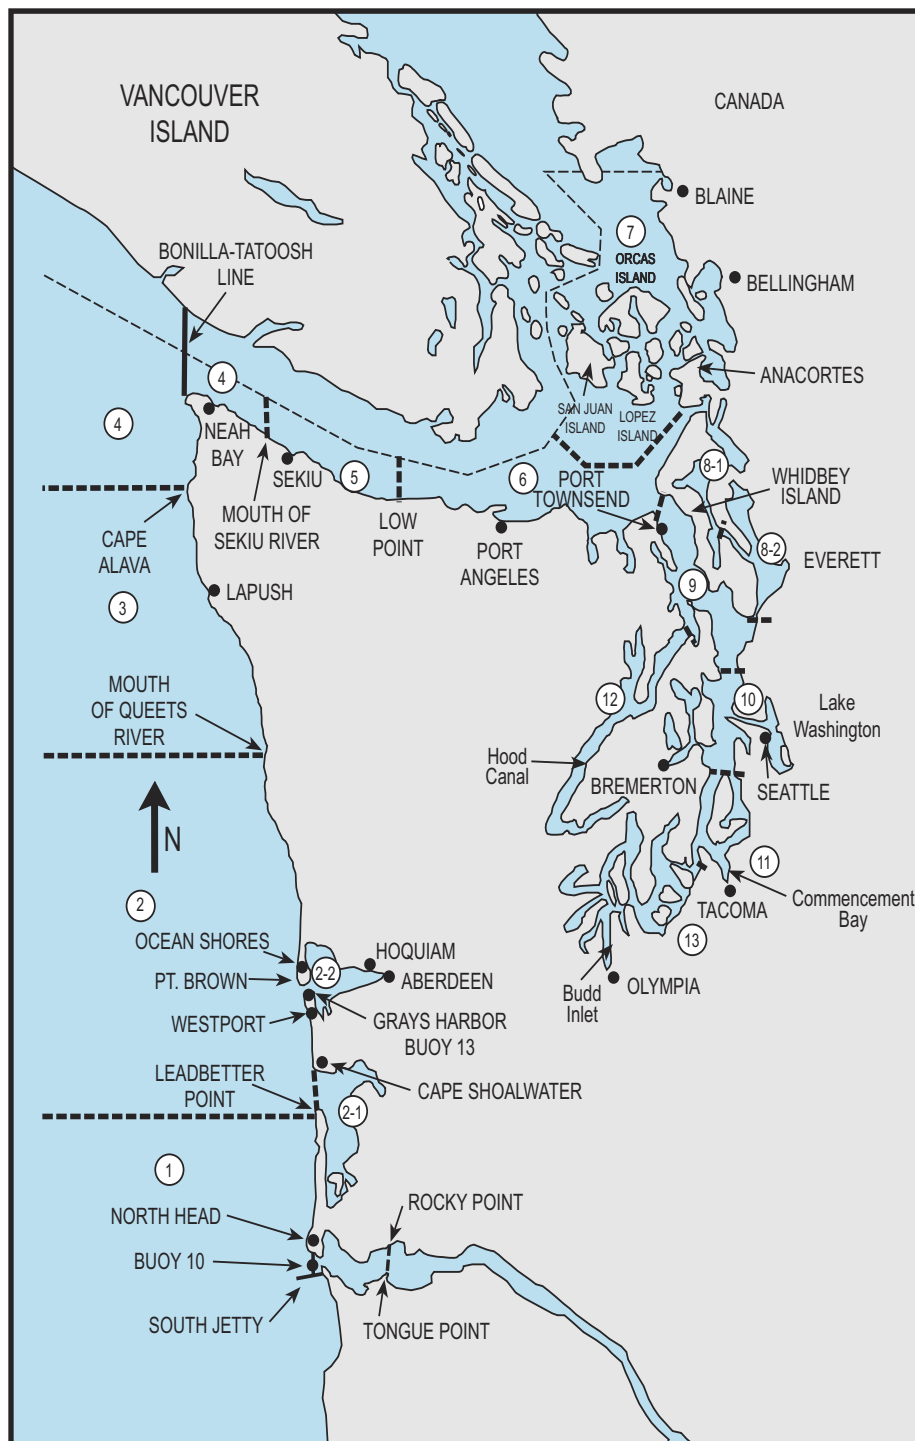 VANCOUVER
ISLAND
CANADA
BLAINE
7
ORCAS
ISLAND
BONILLA-TATOOSH
LINE
BELLINGHAM
ANACORTES
4
4
SAN JUAN
ISLAND
LOPEZ
ISLAND
NEAH
BAY
SEKIU
5
6
PORT
TOWNSEND
8-1
WHIDBEY
ISLAND
MOUTH OF
SEKIU RIVER
LOW
POINT
PORT
ANGELES
CAPE
ALAVA
8-2
EVERETT
LAPUSH
3
9
MOUTH
OF QUEETS
RIVER
12
10
Lake
Washington
Hood
Canal
BREMERTON
SEATTLE
N
11
TACOMA
Commencement
Bay
2
13
OCEAN SHORES
HOQUIAM
2-2
PT. BROWN
ABERDEEN
OLYMPIA
Budd
Inlet
WESTPORT
GRAYS HARBOR
BUOY 13
LEADBETTER
POINT
CAPE SHOALWATER
2-1
1
NORTH HEAD
ROCKY POINT
BUOY 10
SOUTH JETTY
TONGUE POINT